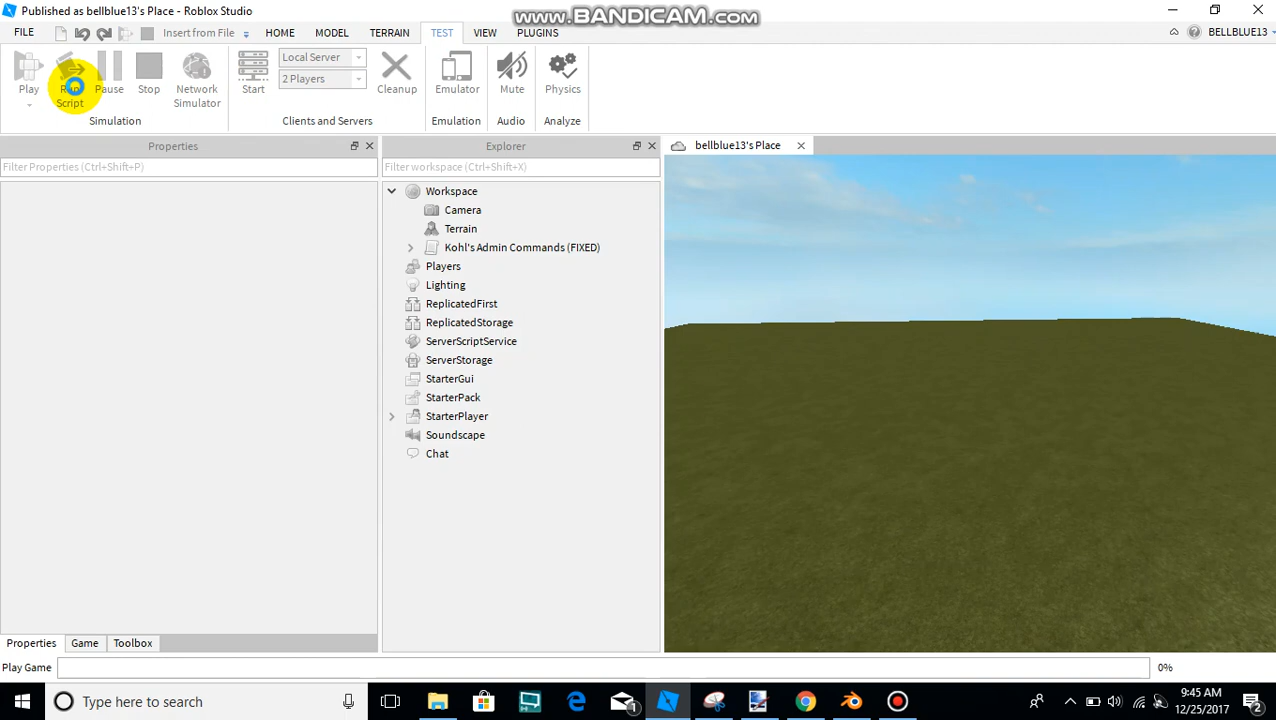 Published as bellblue13's Place - Roblox Studio
www.BANDICAM.com
FILE
Insert from File
HOME
MODEL
TERRAIN
TEST
VIEW
PLUGINS
BELLBLUE13
Play
Run
Script
Pause
Stop
Network
Simulator
Simulation
Start
Local Server
2 Players
Cleanup
Clients and Servers
Emulator
Emulation
Mute
Audio
Physics
Analyze
Properties
Filter Properties (Ctrl+Shift+P)
Explorer
Filter workspace (Ctrl+Shift+X)
Workspace
Camera
Terrain
Kohl's Admin Commands (FIXED)
Players
Lighting
ReplicatedFirst
ReplicatedStorage
ServerScriptService
ServerStorage
StarterGui
StarterPack
StarterPlayer
Soundscape
Chat
bellblue13's Place
Properties
Game
Toolbox
Play Game
0%
Type here to search
1
9:45 AM
12/25/2017
2